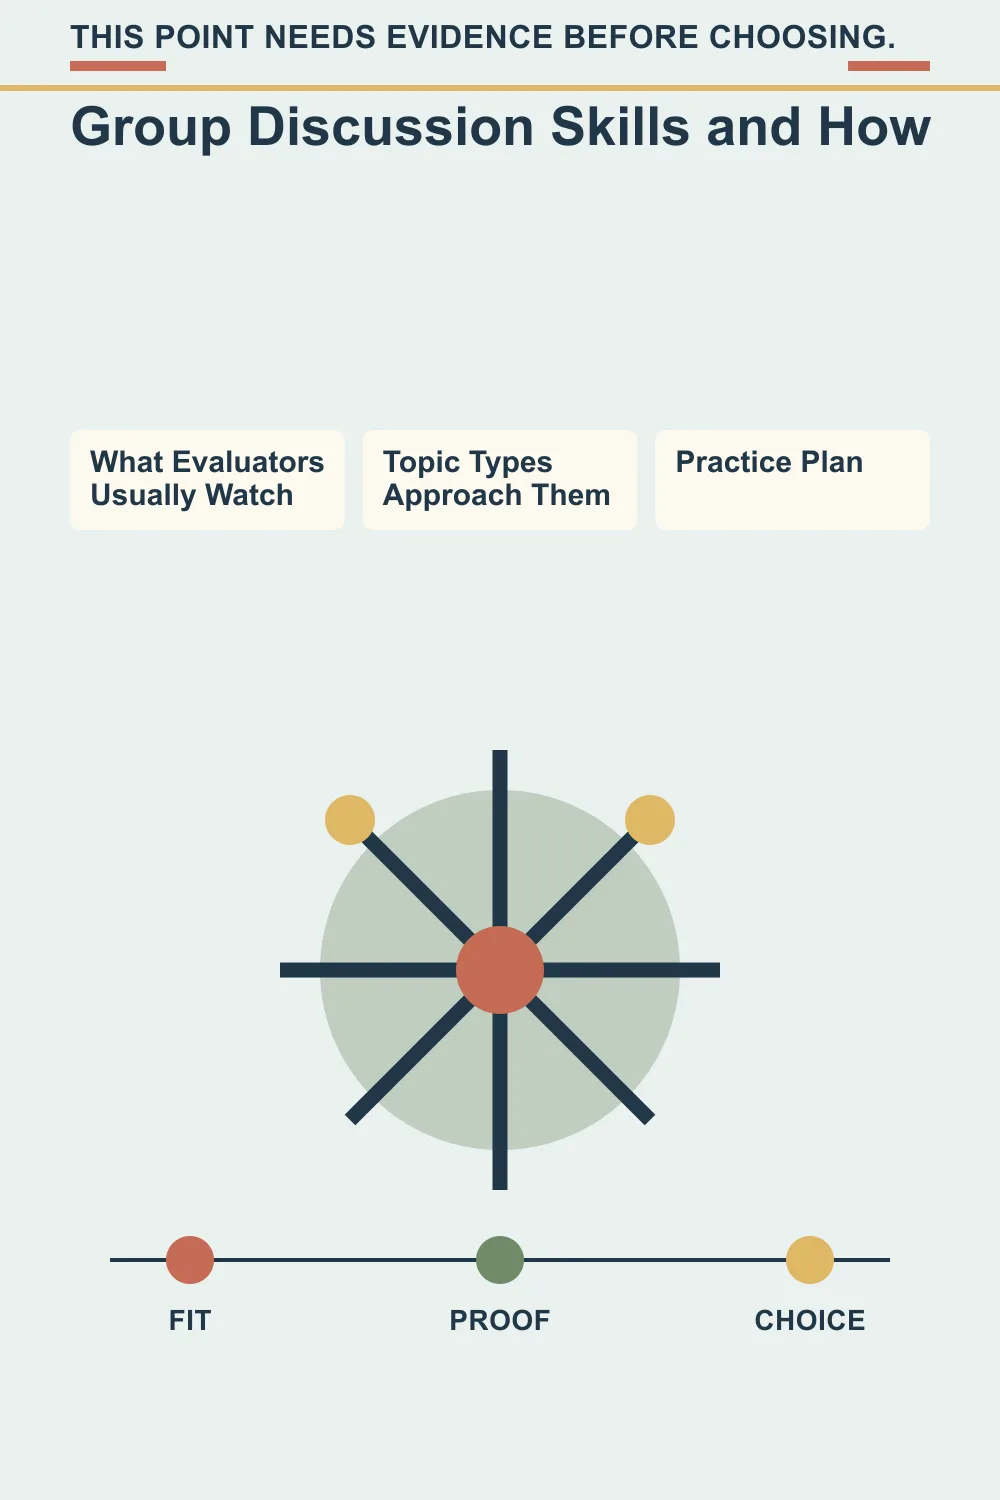 THIS POINT NEEDS EVIDENCE BEFORE CHOOSING.
Group Discussion Skills and How
What Evaluators
Usually Watch
Topic Types
Approach Them
Practice Plan
FIT
PROOF
CHOICE